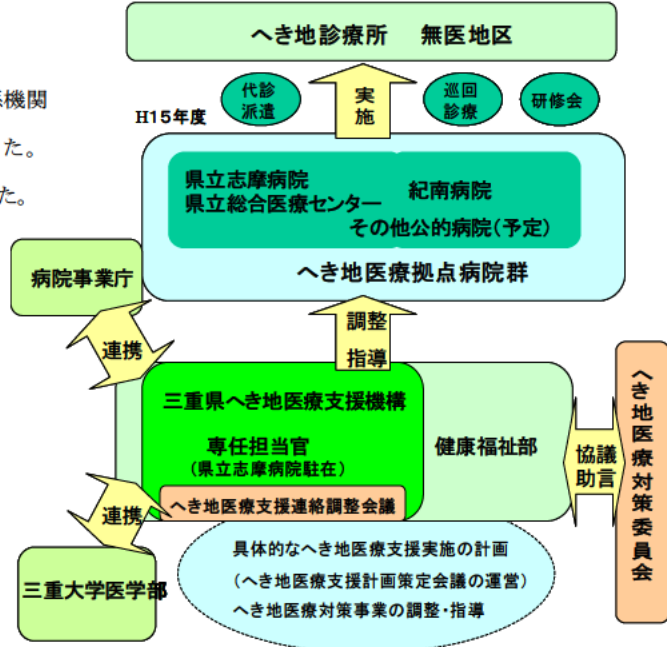 へき地診療所　無医地区
機関
た。
た。
H15年度
代診
派遣
実
施
巡回
診療
研修会
県立志摩病院
県立総合医療センター
紀南病院
その他公的病院(予定)
へき地医療拠点病院群
病院事業庁
連携
調整
指導
三重県へき地医療支援機構
専任担当官
(県立志摩病院駐在)
へき地医療支援連絡調整会議
健康福祉部
協議
助言
へき地医療対策委員会
連携
三重大学医学部
具体的なへき地医療支援実施の計画
(へき地医療支援計画策定会議の運営)
へき地医療対策事業の調整・指導